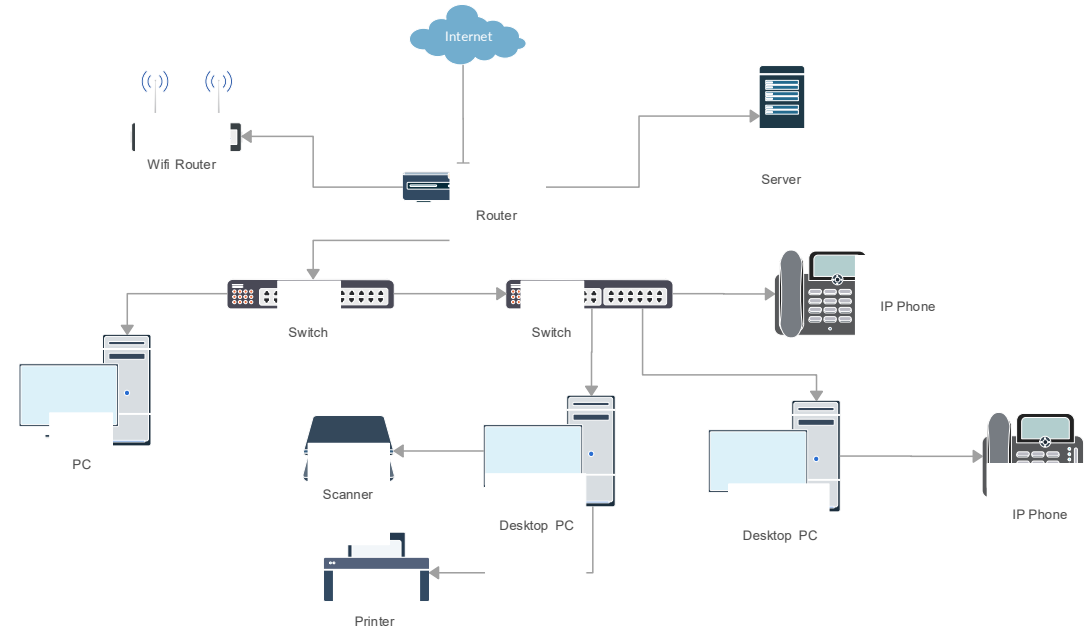 Internet
Wifi Router
Server
Router
IP Phone
Switch
Switch
PC
Scanner
Desktop PC
IP Phone
Desktop PC
Printer